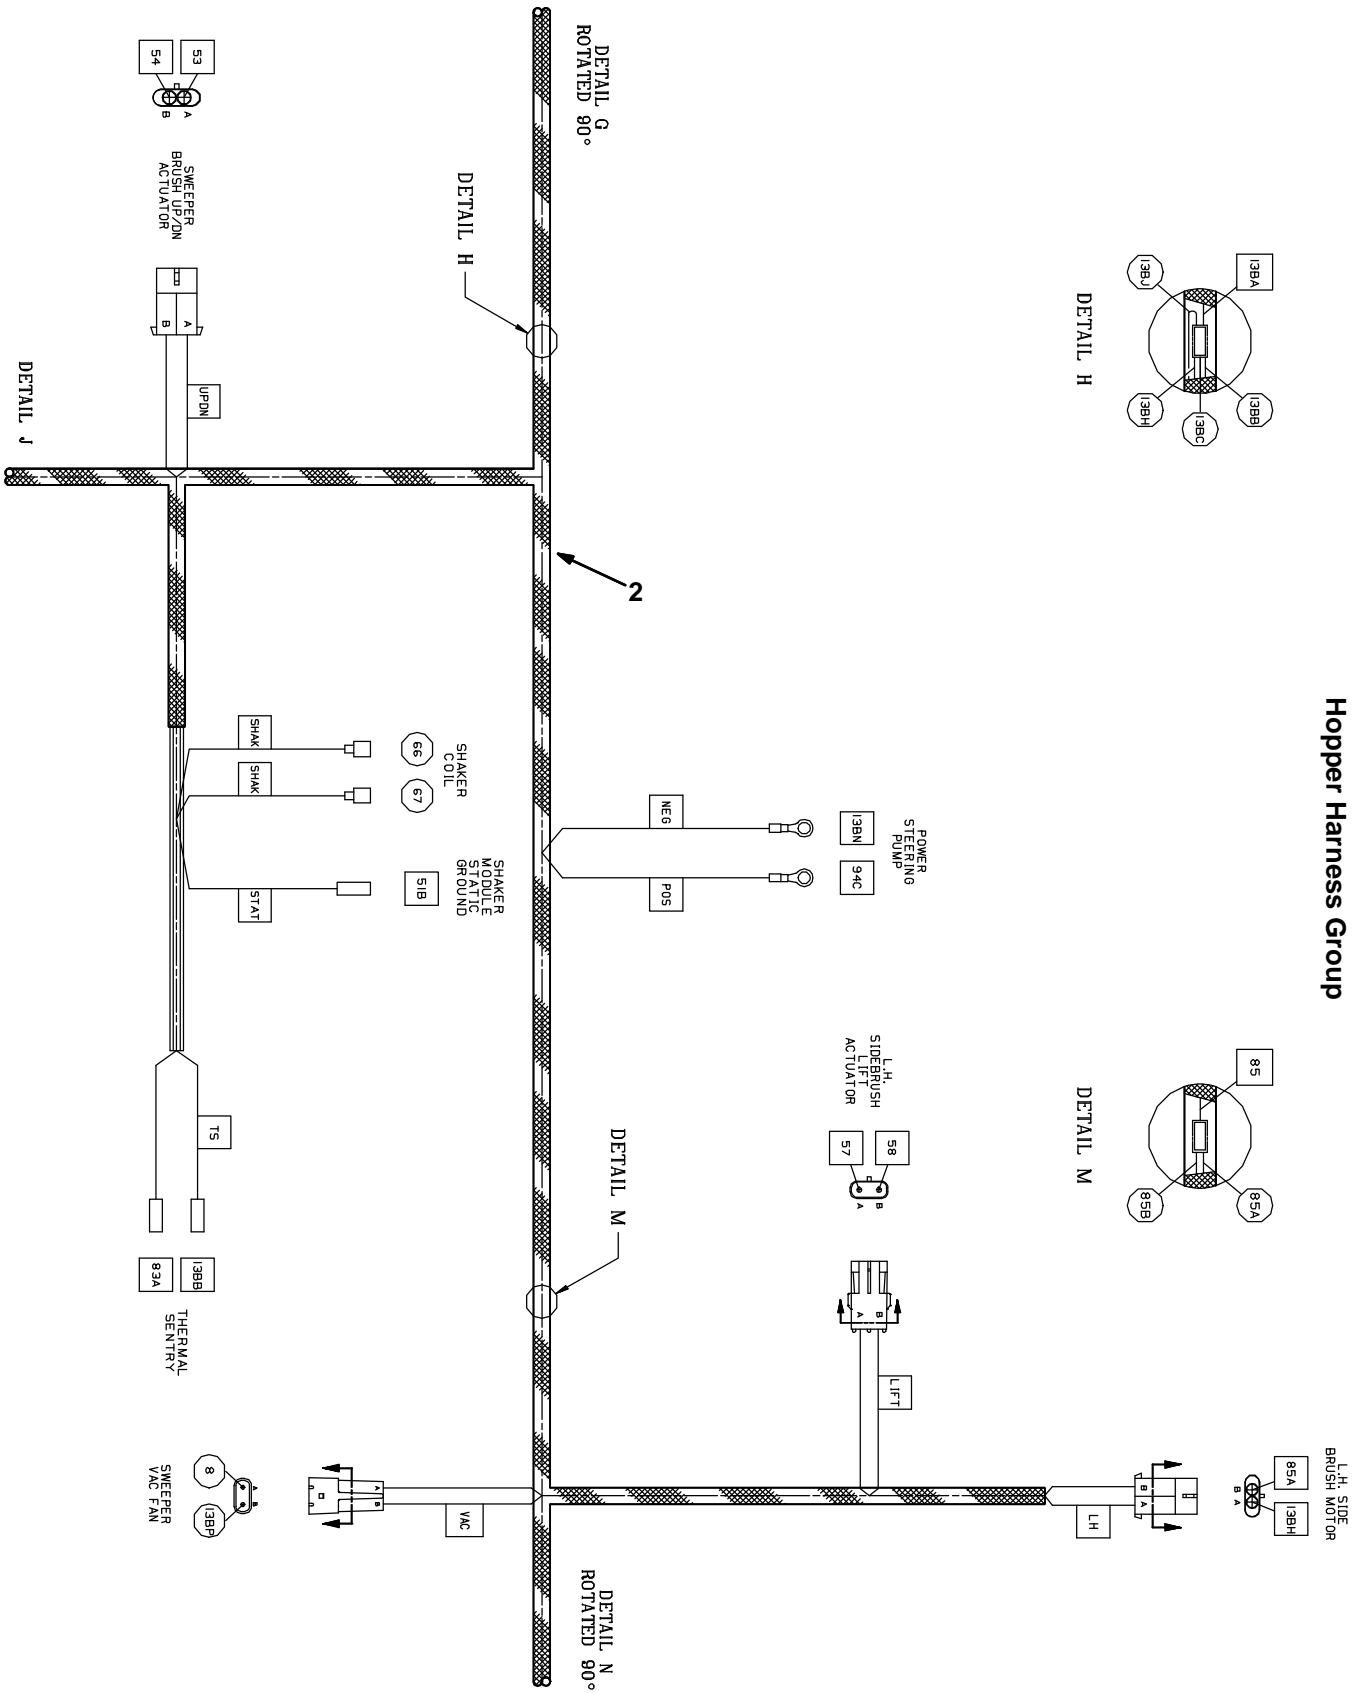 Hopper Harness Group
L.H. SIDE
BRUSH MOTOR
85A
13BH
B
A
B
A
LH
13BA
13BJ
13BB
13BC
13BH
DETAIL H
85
85A
85B
DETAIL M
POWER
STEERING
PUMP
13BN
94C
NEG
POS
L.H.
SIDEBRUSH
LIFT
ACTUATOR
58
57
B
A
B
A
LIFT
DETAIL G
ROTATED 90°
DETAIL H
2
DETAIL M
DETAIL N
ROTATED 90°
SHAKER
COIL
66
67
SHAK
SHAK
SHAKER
MODULE
STATIC
GROUND
51B
STAT
53
54
A
B
SWEEPER
BRUSH UP/DN
ACTUATOR
A
B
UPDN
DETAIL J
TS
13BB
83A
THERMAL
SENTRY
VAC
A
B
A
B
8
13BP
SWEEPER
VAC FAN